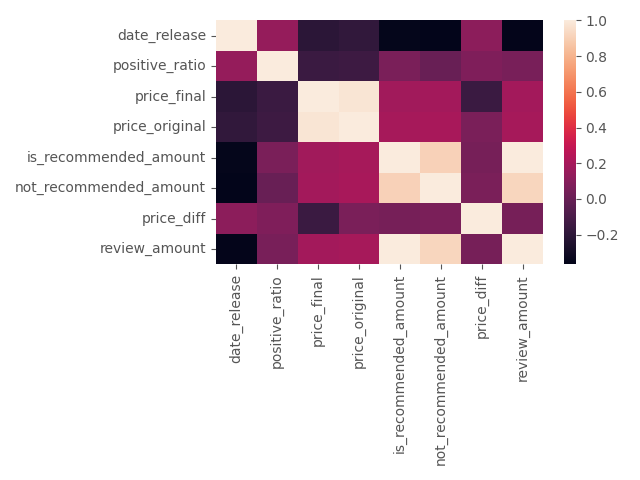 date_release
positive_ratio
price_final
price_original
is_recommended_amount
not_recommended_amount
price_diff
review_amount
date_release
positive_ratio
price_final
price_original
is_recommended_amount
not_recommended_amount
price_diff
review_amount
1.0
0.8
0.6
0.4
0.2
0.0
−0.2